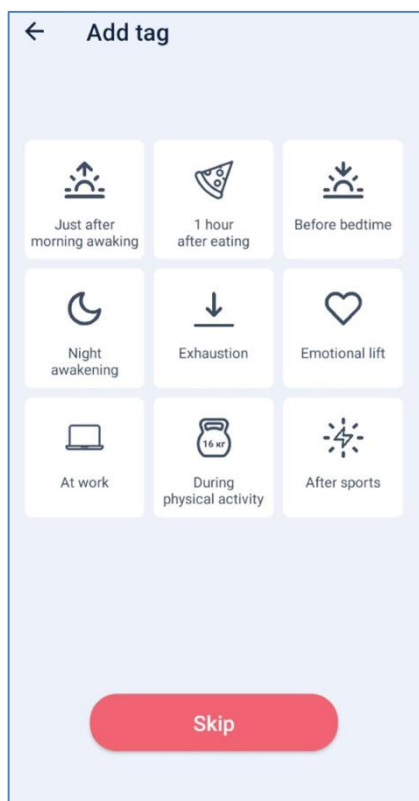 Add tag
Just after
morning awaking
1 hour
after eating
Before bedtime
Night
awakening
Exhaustion
Emotional lift
At work
16 кг
During
physical activity
After sports
Skip